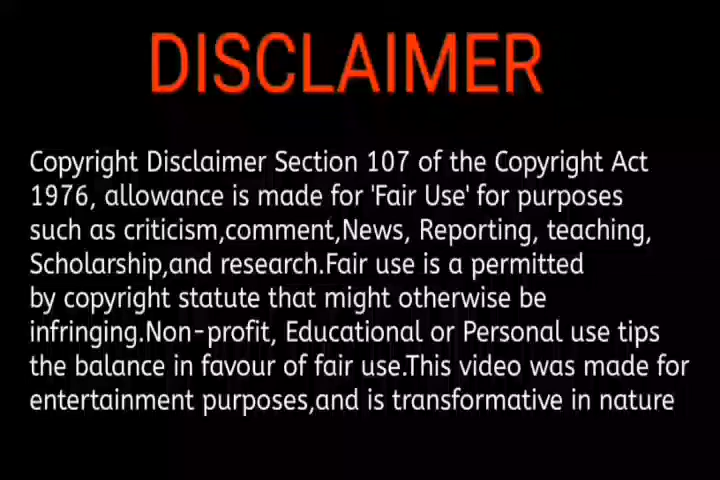 DISCLAIMER
Copyright Disclaimer Section 107 of the Copyright Act
1976, allowance is made for 'Fair Use' for purposes
such as criticism,comment,News, Reporting, teaching,
Scholarship,and research.Fair use is a permitted
by copyright statute that might otherwise be
infringing.Non-profit, Educational or Personal use tips
the balance in favour of fair use.This video was made for
entertainment purposes,and is transformative in nature